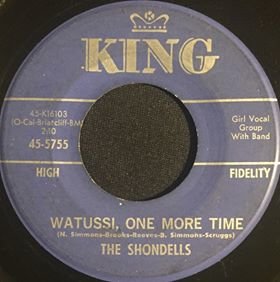 K
KING
45-K16103
(O-Cal-Briarcliff-BMI)
2:10
45-5755
Girl Vocal
Group
With Band
HIGH
FIDELITY
WATUSSI, ONE MORE TIME
(N. Simmons-Brooks-Reeves-B. Simmons-Scruggs)
THE SHONDELLS